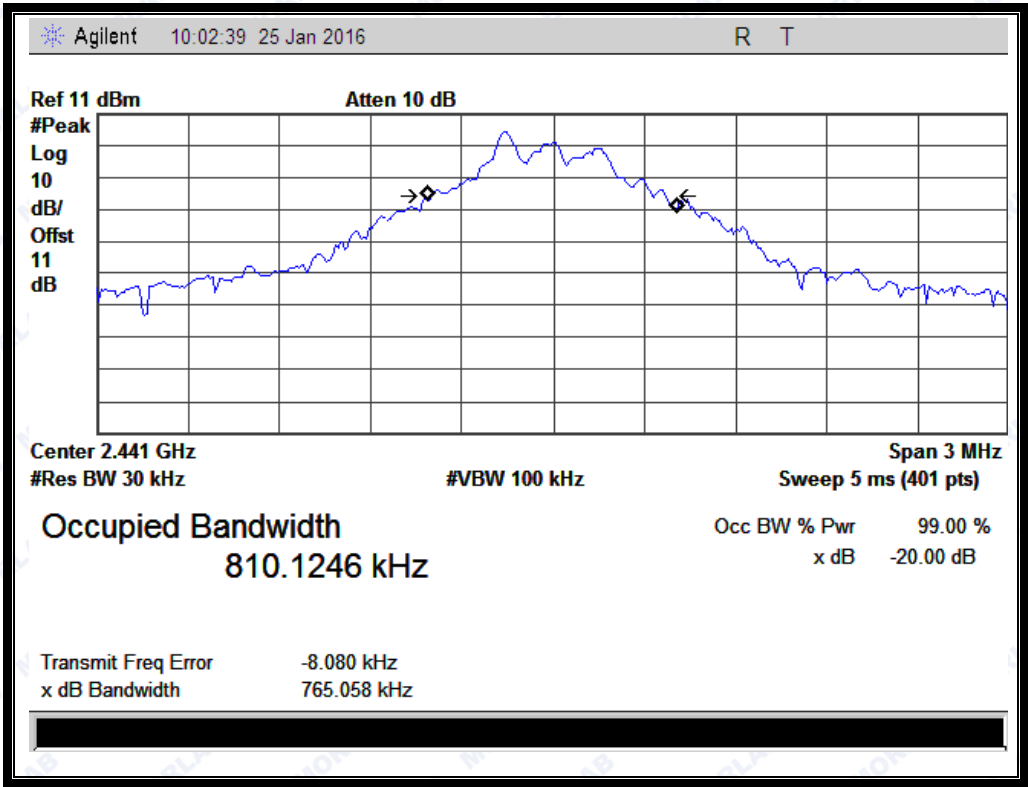 Agilent 10:02:39 25 Jan 2016 R T
Ref 11 dBm Atten 10 dB
#Peak
Log
10
dB/
Offst
11
dB
Center 2.441 GHz Span 3 MHz
#Res BW 30 kHz #VBW 100 kHz Sweep 5 ms (401 pts)
Occupied Bandwidth Occ BW % Pwr 99.00 %
810.1246 kHz x dB -20.00 dB
Transmit Freq Error -8.080 kHz
x dB Bandwidth 765.058 kHz